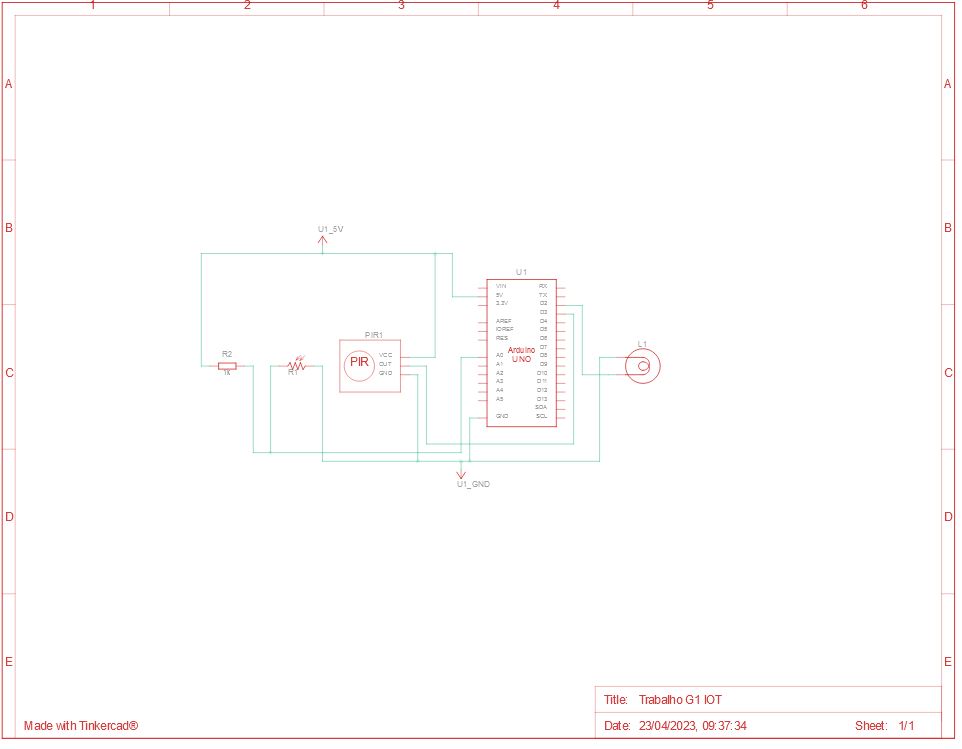 1 2 3 4 5 6
A A
B B
C C
D D
E E
U1_5V
U1
VIN RX
5V TX
3.3V D2
D3
AREF D4
IOREF D5
RES D6
D7
A0 D8
A1 D9
A2 D10
A3 D11
A4 D12
A5 D13
SDA
GND SCL
Arduino
UNO
PIR1
PIR
VCC
OUT
GND
R2
1k
R1
L1
U1_GND
Title: Trabalho G1 IOT
Date: 23/04/2023, 09:37:34 Sheet: 1/1
Made with Tinkercad®